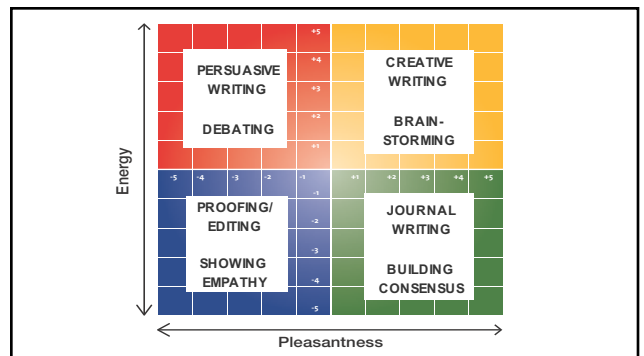 +5
+4
+3
+2
+1
PERSUASIVE
WRITING
DEBATING
CREATIVE
WRITING
BRAIN-
STORMING
Energy
-5 -4 -3 -2 -1 +1 +2 +3 +4 +5
-1
-2
-3
-4
-5
PROOFING/
EDITING
SHOWING
EMPATHY
JOURNAL
WRITING
BUILDING
CONSENSUS
Pleasantness